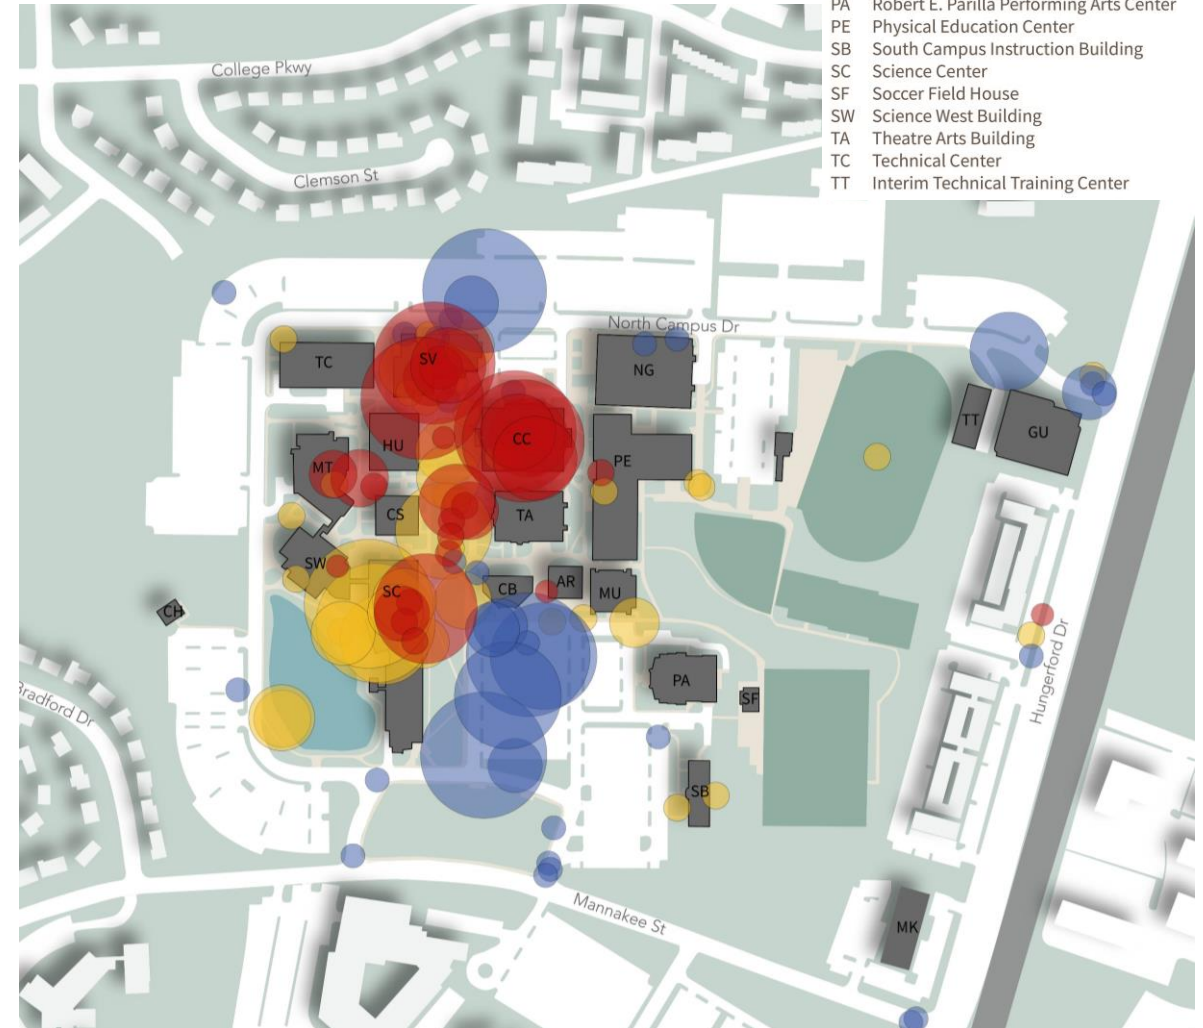 PA Robert E. Parilla Performing Arts Center
PE Physical Education Center
SB South Campus Instruction Building
SC Science Center
SF Soccer Field House
SW Science West Building
TA Theatre Arts Building
TC Technical Center
TT Interim Technical Training Center
College Pkwy
Clemson St
North Campus Dr
TC
SV
NG
HU
CC
TT
GU
MT
PE
CS
TA
SW
SC
CB
AR
MU
CH
PA
SF
Hungerford Dr
Bradford Dr
SB
Mannakee St
MK